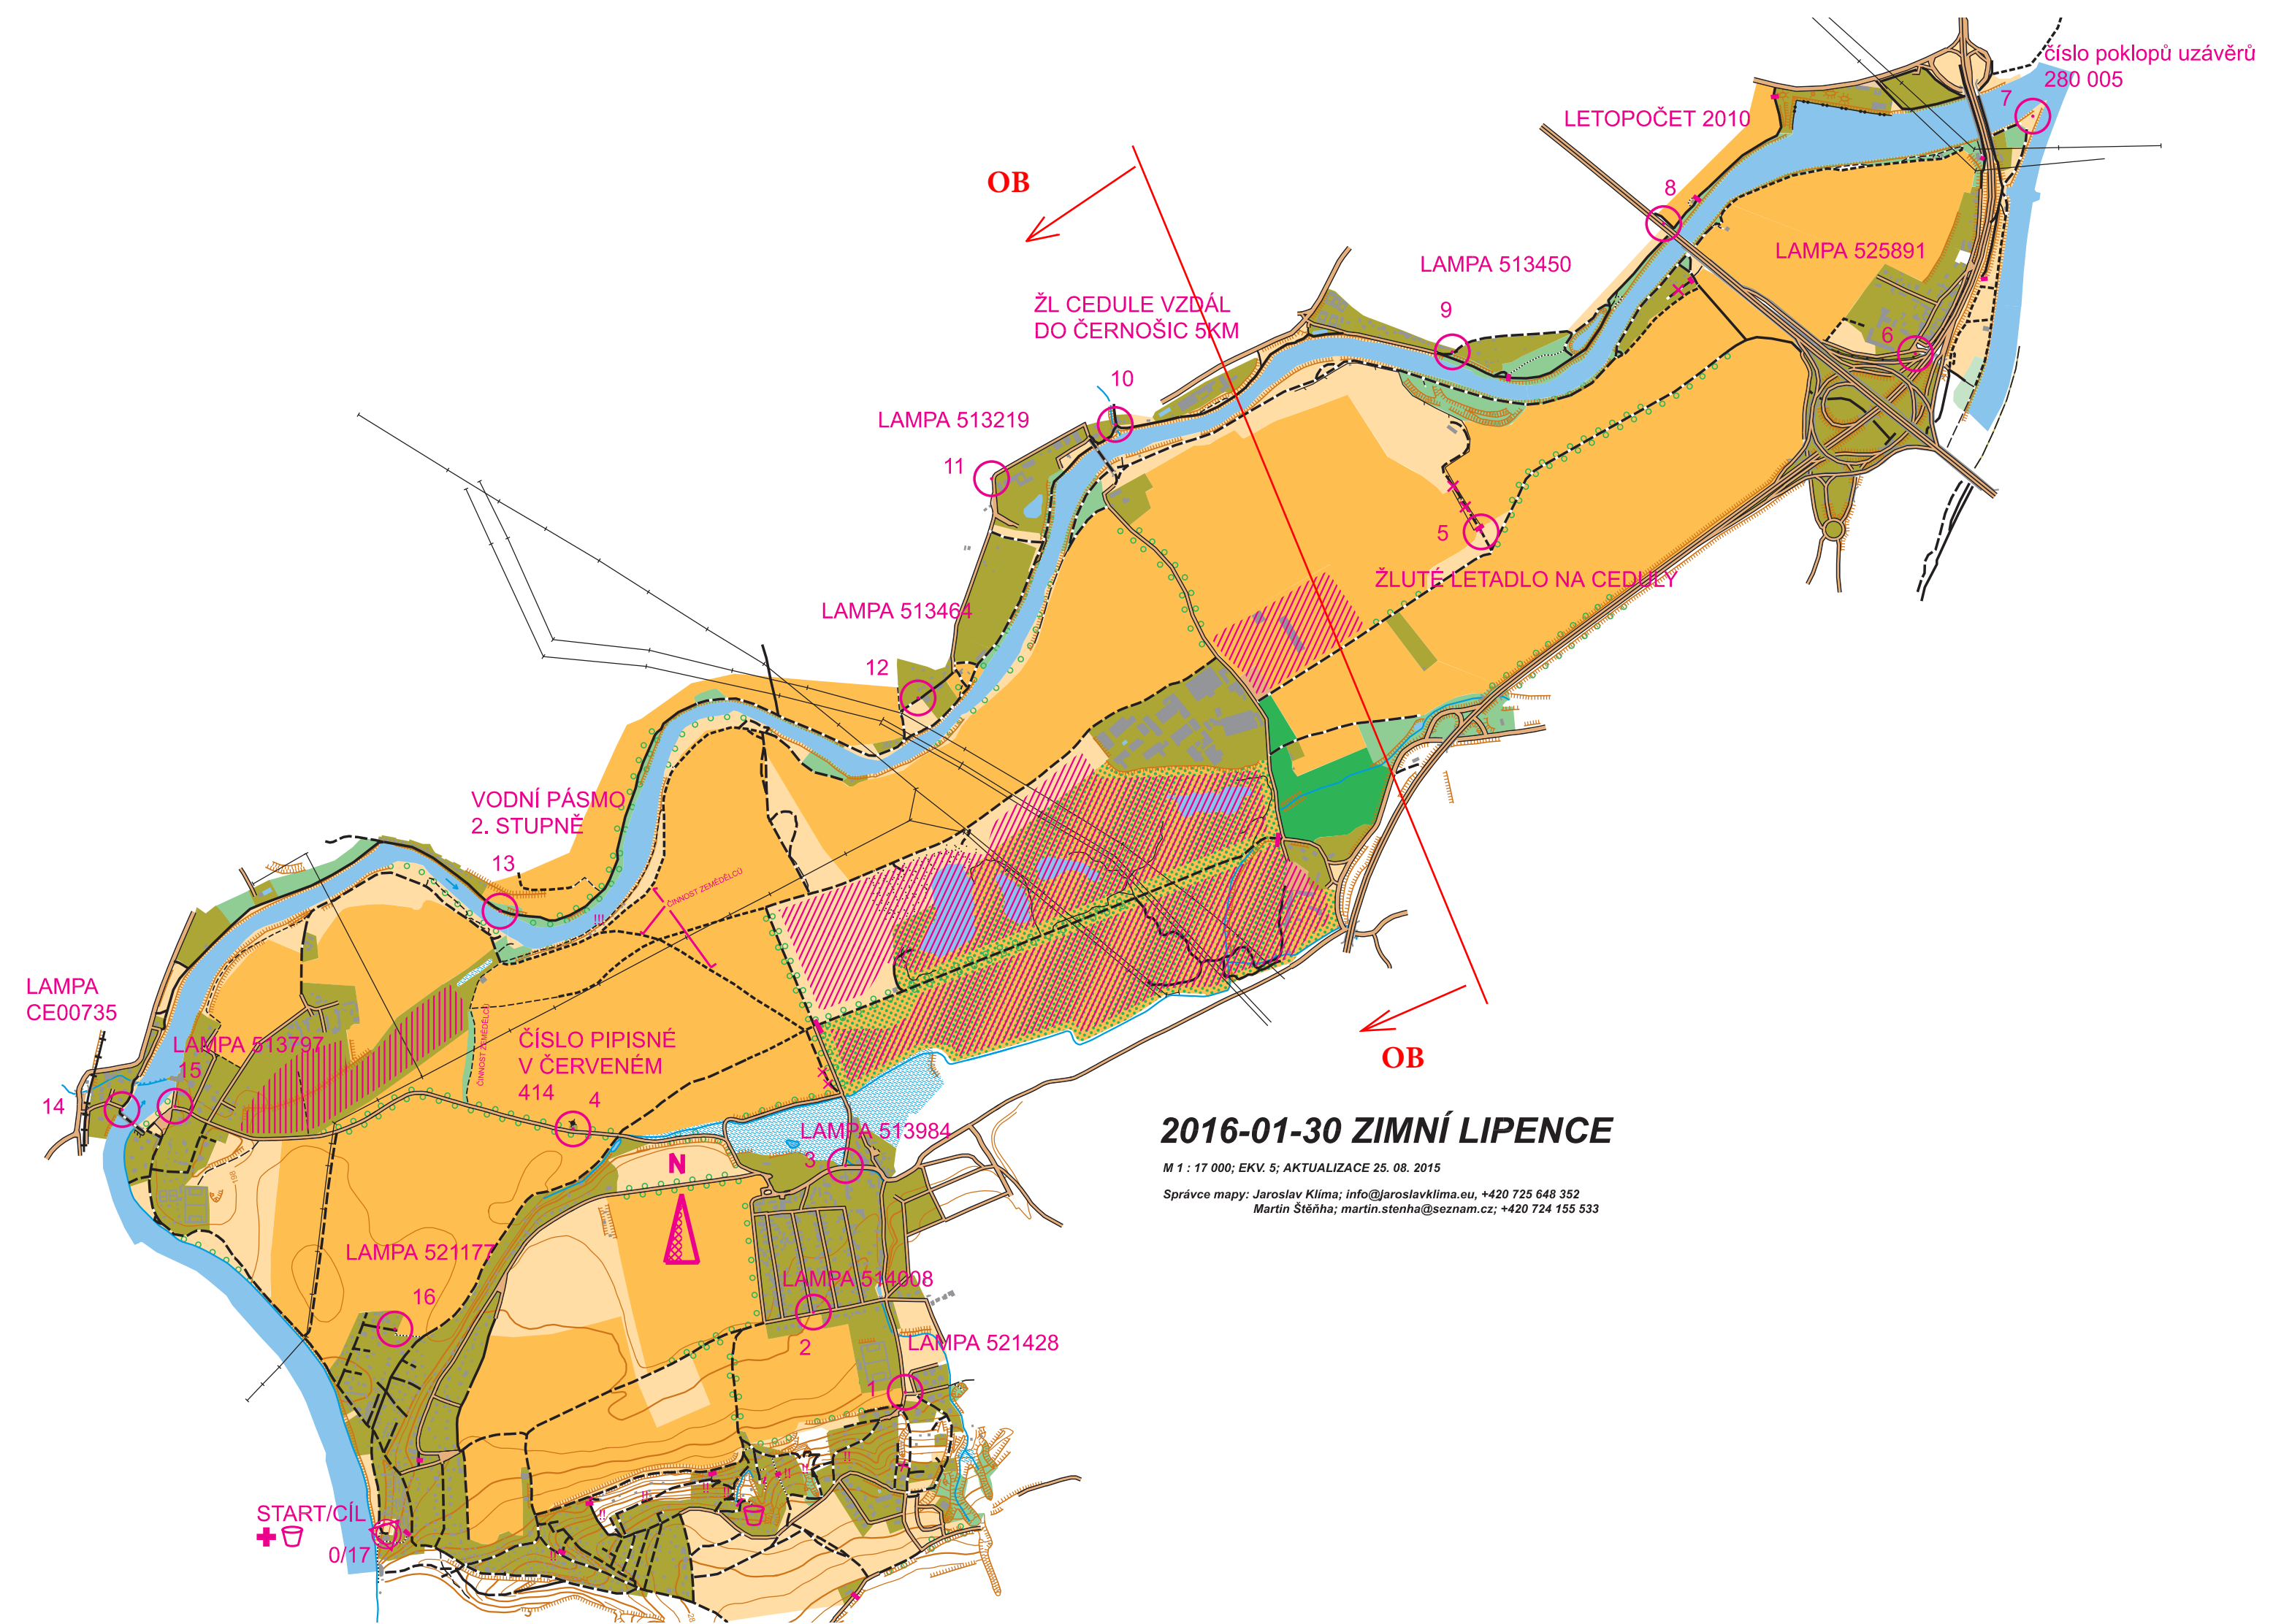 číslo poklopů uzávěrů
280 005
7
LETOPOČET 2010
8
OB
LAMPA 525891
6
LAMPA 513450
9
ŽL CEDULE VZDÁL
DO ČERNOŠIC 5KM
10
LAMPA 513219
11
5
ŽLUTÉ LETADLO NA CEDULY
LAMPA 513464
12
VODNÍ PÁSMO
2. STUPNĚ
13
!!!
ČINNOST ZEMĚDĚLCŮ
LAMPA
CE00735
LAMPA 513797
15
14
ČINNOST ZEMĚDĚLCŮ
ČÍSLO PIPISNÉ
V ČERVENÉM
414
4
OB
LAMPA 513984
3
N
2016-01-30 ZIMNÍ LIPENCE
M 1 : 17 000; EKV. 5; AKTUALIZACE 25. 08. 2015
Správce mapy: Jaroslav Klíma; info@jaroslavklima.eu, +420 725 648 352
Martin Štěňha; martin.stenha@seznam.cz; +420 724 155 533
198
LAMPA 521177
16
LAMPA 514008
2
LAMPA 521428
1
!!
!!
!!
!!
!!
!!
!!
!!
START/CÍL
0/17